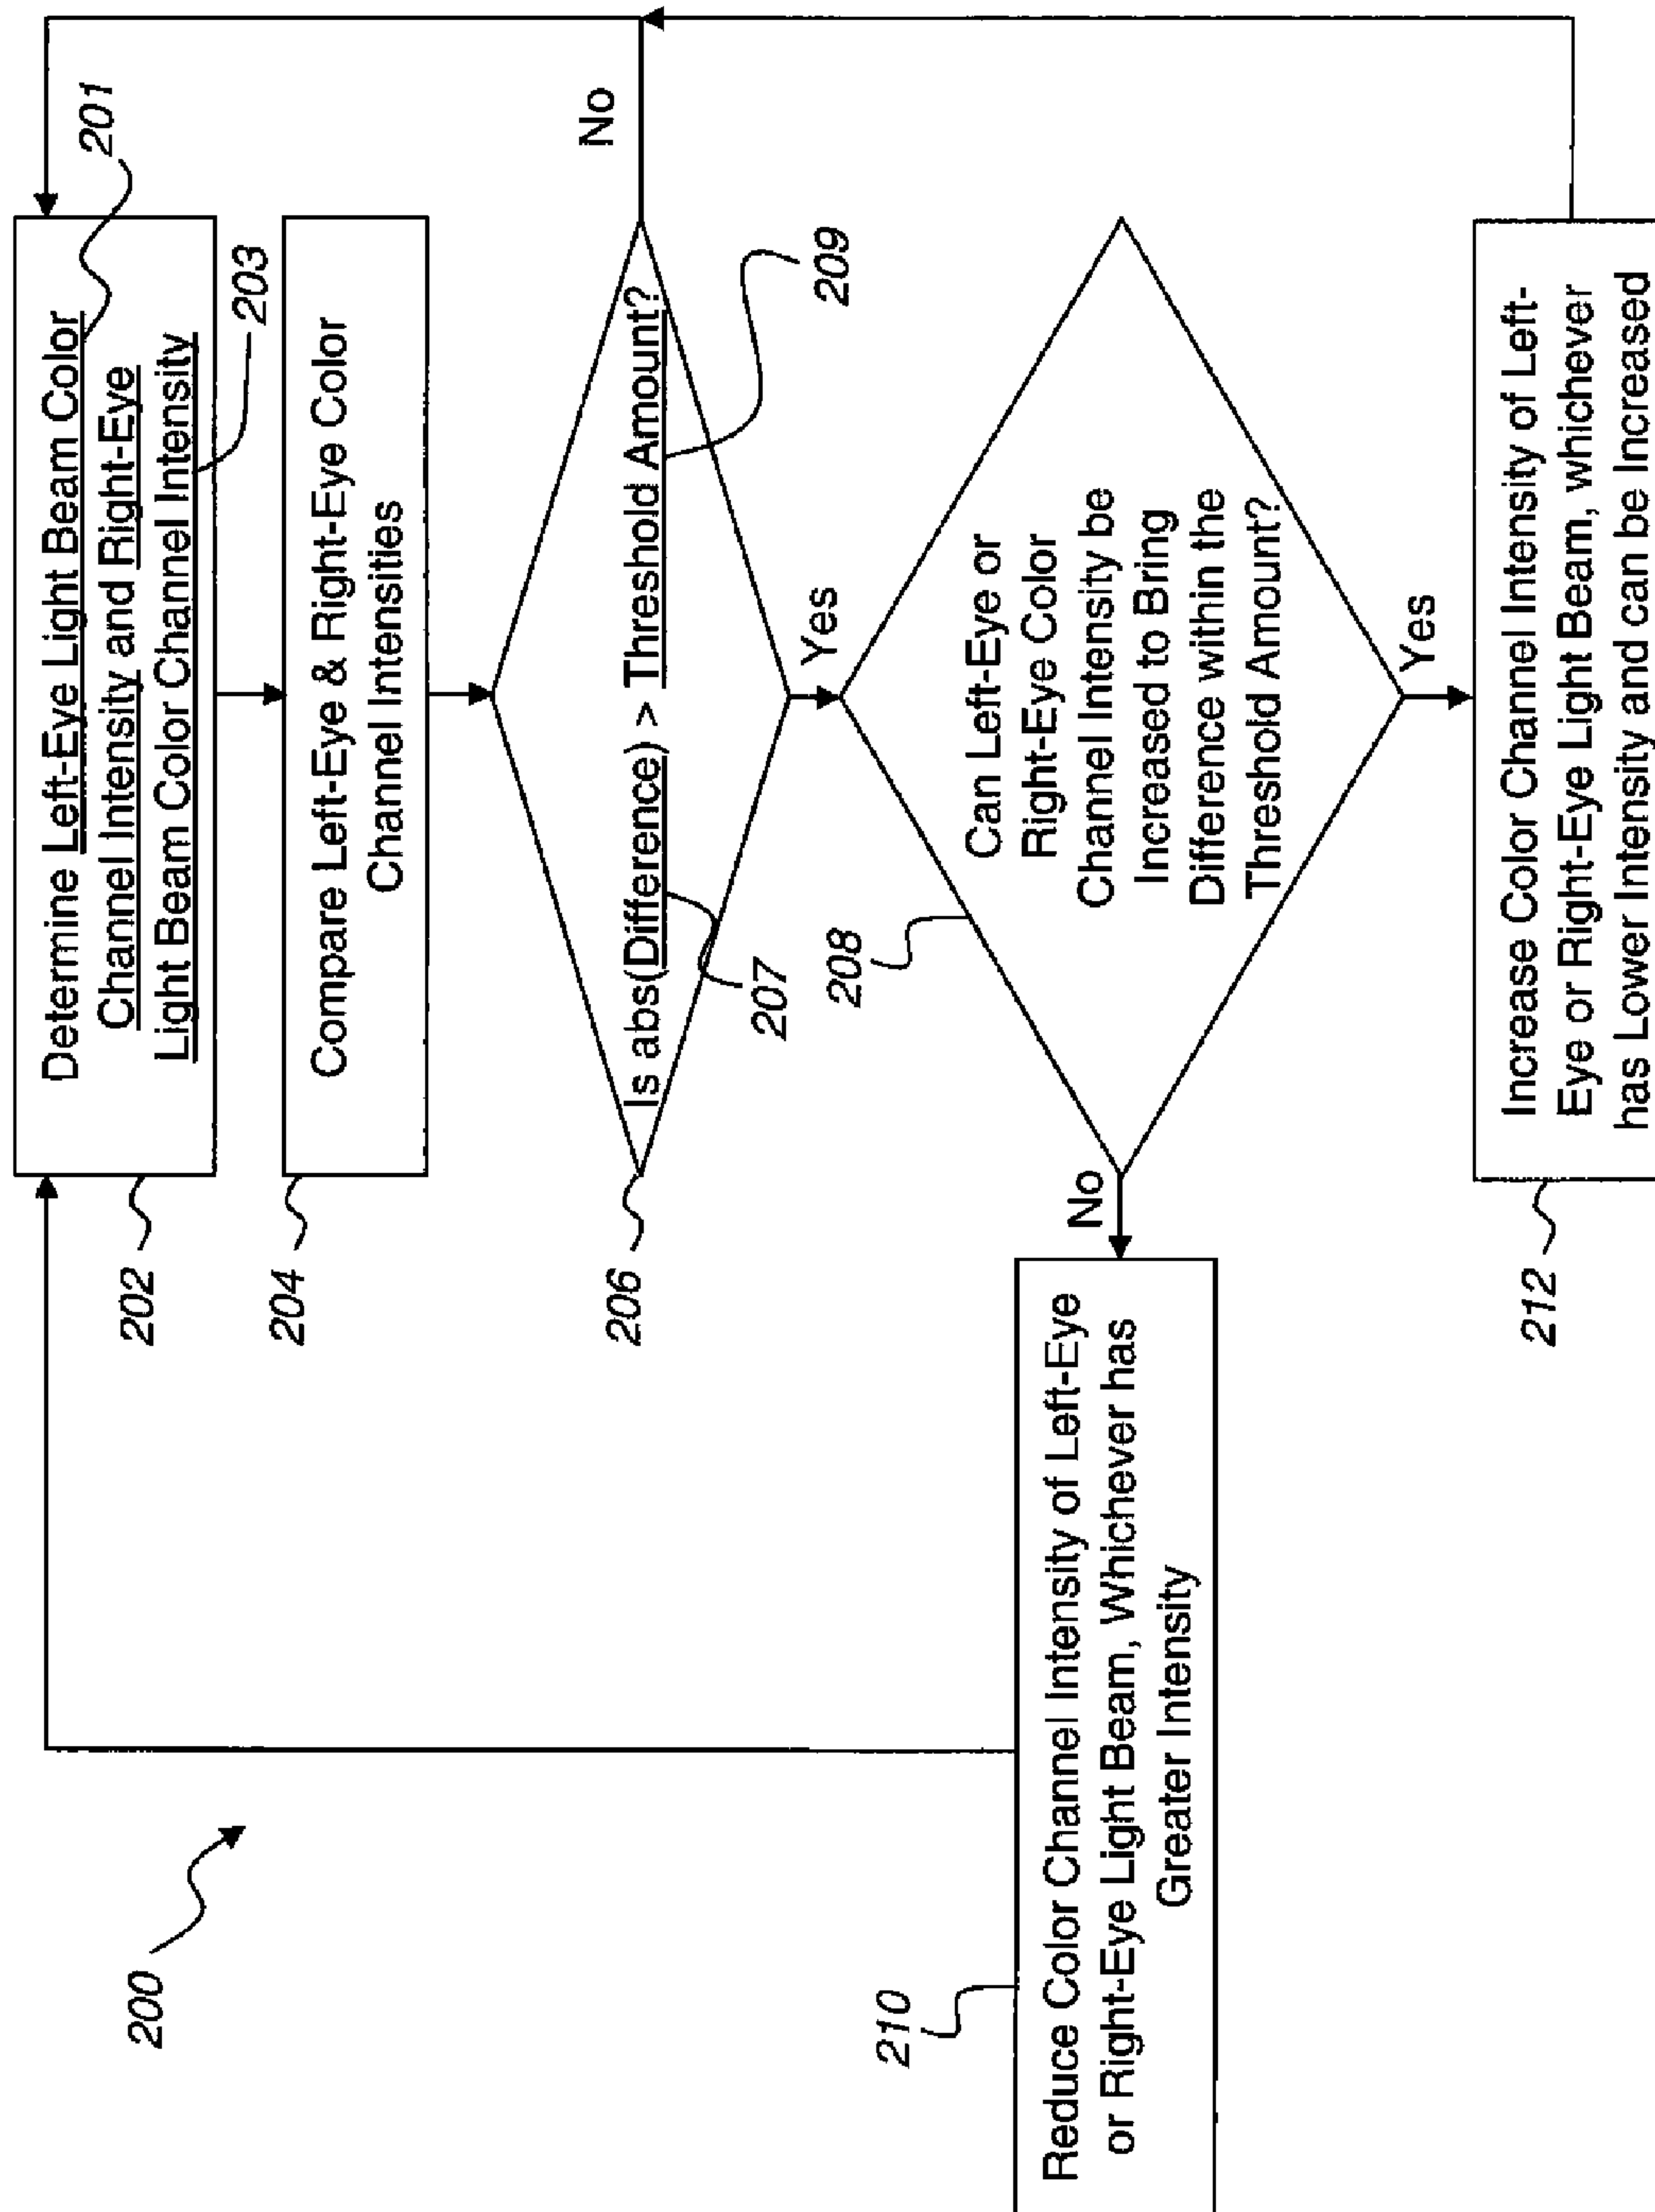 200
Determine Left-Eye Light Beam Color
Channel Intensity and Right-Eye
Light Beam Color Channel Intensity
201
203
202
Compare Left-Eye & Right-Eye Color
Channel Intensities
204
Is abs(Difference) > Threshold Amount?
206
207
209
No
Yes
Can Left-Eye or
Right-Eye Color
Channel Intensity be
Increased to Bring
Difference within the
Threshold Amount?
208
No
Yes
Reduce Color Channel Intensity of Left-Eye
or Right-Eye Light Beam, Whichever has
Greater Intensity
210
Increase Color Channel Intensity of Left-
Eye or Right-Eye Light Beam, whichever
has Lower Intensity and can be Increased
212